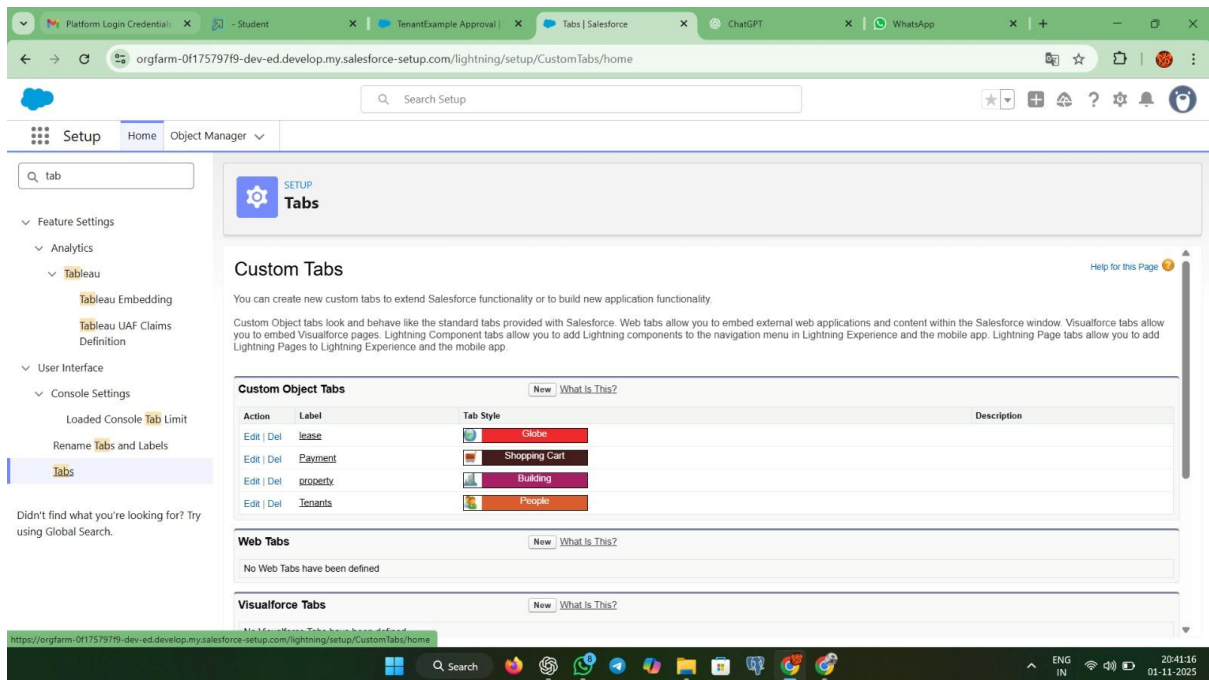 Platform Login Credentials
- Student
TenantExample Approval |
Tabs | Salesforce
ChatGPT
WhatsApp
orgfarm-0f175797f9-dev-ed.develop.my.salesforce-setup.com/lightning/setup/CustomTabs/home
Search Setup
Setup
Home
Object Manager
tab
SETUP
Tabs
Feature Settings
Analytics
Tableau
Tableau Embedding
Tableau UAF Claims
Definition
User Interface
Console Settings
Loaded Console Tab Limit
Rename Tabs and Labels
Tabs
Didn't find what you're looking for? Try
using Global Search.
Custom Tabs
Help for this Page
You can create new custom tabs to extend Salesforce functionality or to build new application functionality.
Custom Object tabs look and behave like the standard tabs provided with Salesforce. Web tabs allow you to embed external web applications and content within the Salesforce window. Visualforce tabs allow
you to embed Visualforce pages. Lightning Component tabs allow you to add Lightning components to the navigation menu in Lightning Experience and the mobile app. Lightning Page tabs allow you to add
Lightning Pages to Lightning Experience and the mobile app.
Custom Object Tabs New What Is This?
Action Label Tab Style Description
Edit | Del lease Globe
Edit | Del Payment Shopping Cart
Edit | Del property Building
Edit | Del Tenants People
Web Tabs New What Is This?
No Web Tabs have been defined
Visualforce Tabs New What Is This?
https://orgfarm-0f175797f9-dev-ed.develop.my.salesforce-setup.com/lightning/setup/CustomTabs/home
Search
ENG
IN
20:41:16
01-11-2025